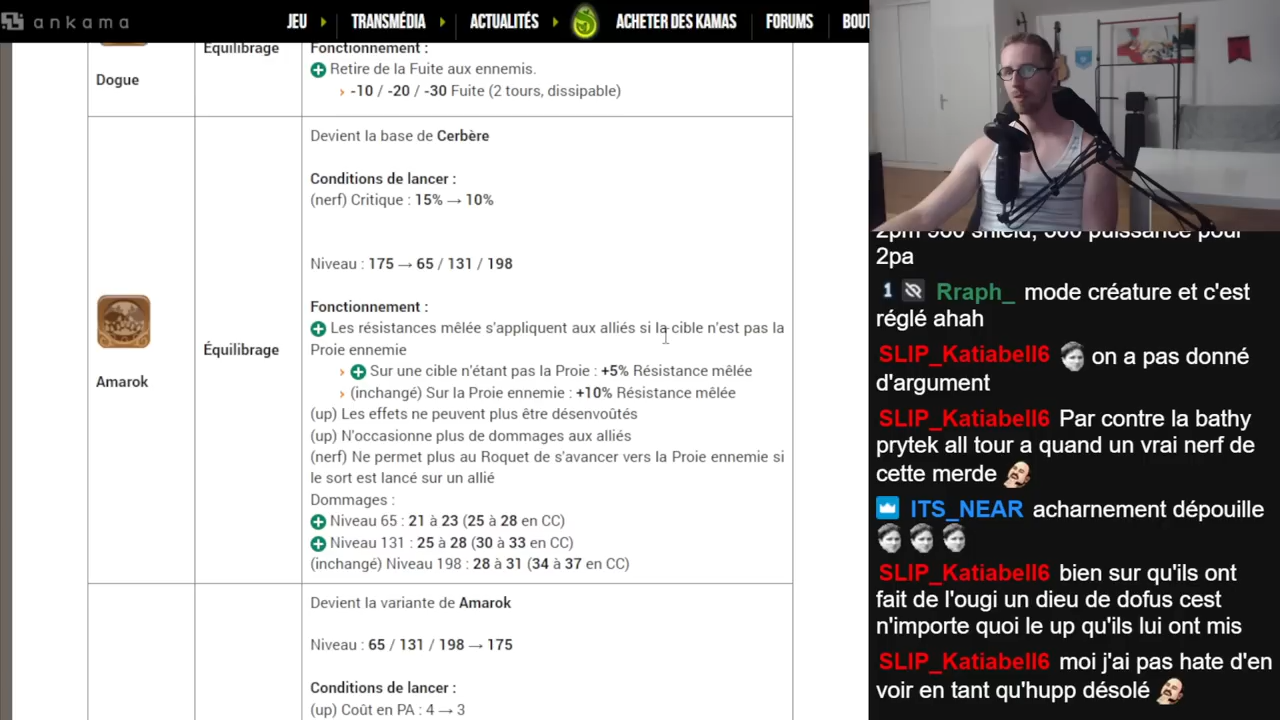 ankama
JEU
TRANSMÉDIA
ACTUALITÉS
ACHETER DES KAMAS
FORUMS
BOUT
Dogue
Équilibrage
Fonctionnement :
Retire de la Fuite aux ennemis.
› -10 / -20 / -30 Fuite (2 tours, dissipable)
Amarok
Équilibrage
Devient la base de Cerbère
Conditions de lancer :
(nerf) Critique : 15% → 10%
Niveau : 175 → 65 / 131 / 198
Fonctionnement :
Les résistances mêlée s'appliquent aux alliés si la cible n'est pas la
Proie ennemie
› Sur une cible n'étant pas la Proie : +5% Résistance mêlée
› (inchangé) Sur la Proie ennemie : +10% Résistance mêlée
(up) Les effets ne peuvent plus être désenvoûtés
(up) N'occasionne plus de dommages aux alliés
(nerf) Ne permet plus au Roquet de s'avancer vers la Proie ennemie si
le sort est lancé sur un allié
Dommages :
Niveau 65 : 21 à 23 (25 à 28 en CC)
Niveau 131 : 25 à 28 (30 à 33 en CC)
(inchangé) Niveau 198 : 28 à 31 (34 à 37 en CC)
Devient la variante de Amarok
Niveau : 65 / 131 / 198 → 175
Conditions de lancer :
(up) Coût en PA : 4 → 3
puissance pour
2pa
1 Rraph_ mode créature et c'est
réglé ahah
SLIP_Katiabell6 on a pas donné
d'argument
SLIP_Katiabell6 Par contre la bathy
prytek all tour a quand un vrai nerf de
cette merde
ITS_NEAR acharnement dépouille
SLIP_Katiabell6 bien sur qu'ils ont
fait de l'ougi un dieu de dofus cest
n'importe quoi le up qu'ils lui ont mis
SLIP_Katiabell6 moi j'ai pas hate d'en
voir en tant qu'hupp désolé